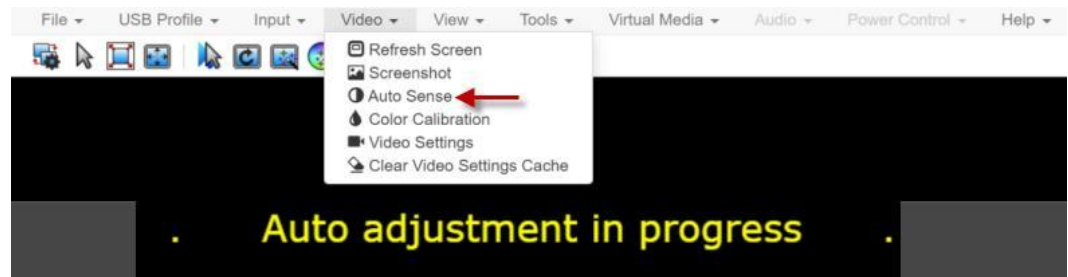 File USB Profile Input Video View Tools Virtual Media Audio Power Control Help
Refresh Screen
Screenshot
Auto Sense
Color Calibration
Video Settings
Clear Video Settings Cache
. Auto adjustment in progress .